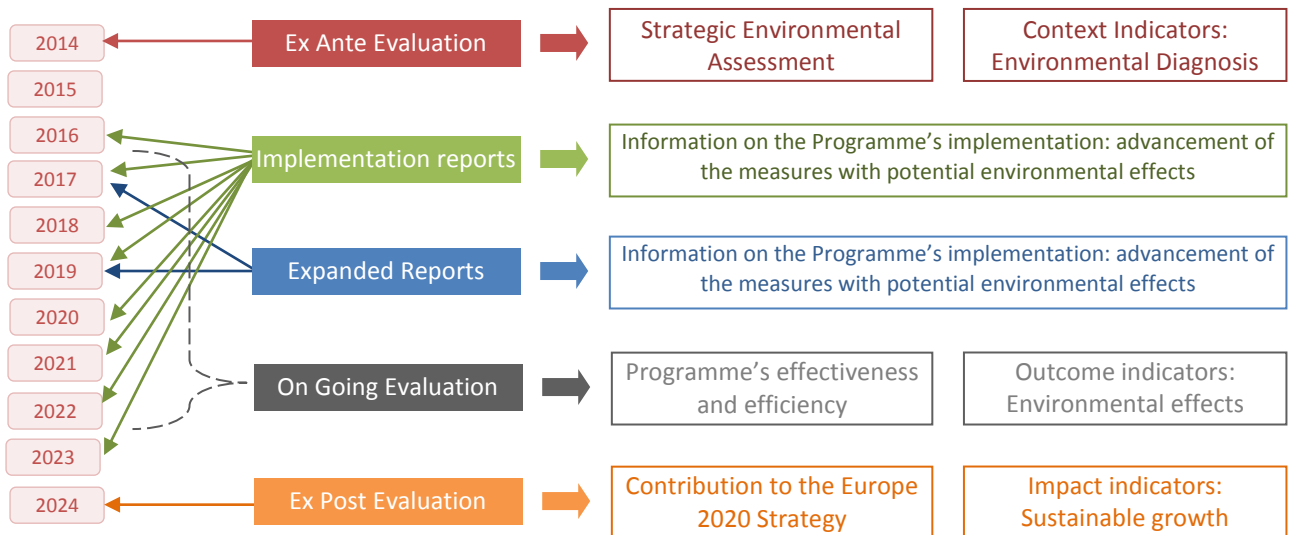 2014
2015
2016
2017
2018
2019
2020
2021
2022
2023
2024
Ex Ante Evaluation
Strategic Environmental
Assessment
Context Indicators:
Environmental Diagnosis
Implementation reports
Information on the Programme’s implementation: advancement of
the measures with potential environmental effects
Expanded Reports
Information on the Programme’s implementation: advancement of
the measures with potential environmental effects
On Going Evaluation
Programme’s effectiveness
and efficiency
Outcome indicators:
Environmental effects
Ex Post Evaluation
Contribution to the Europe
2020 Strategy
Impact indicators:
Sustainable growth